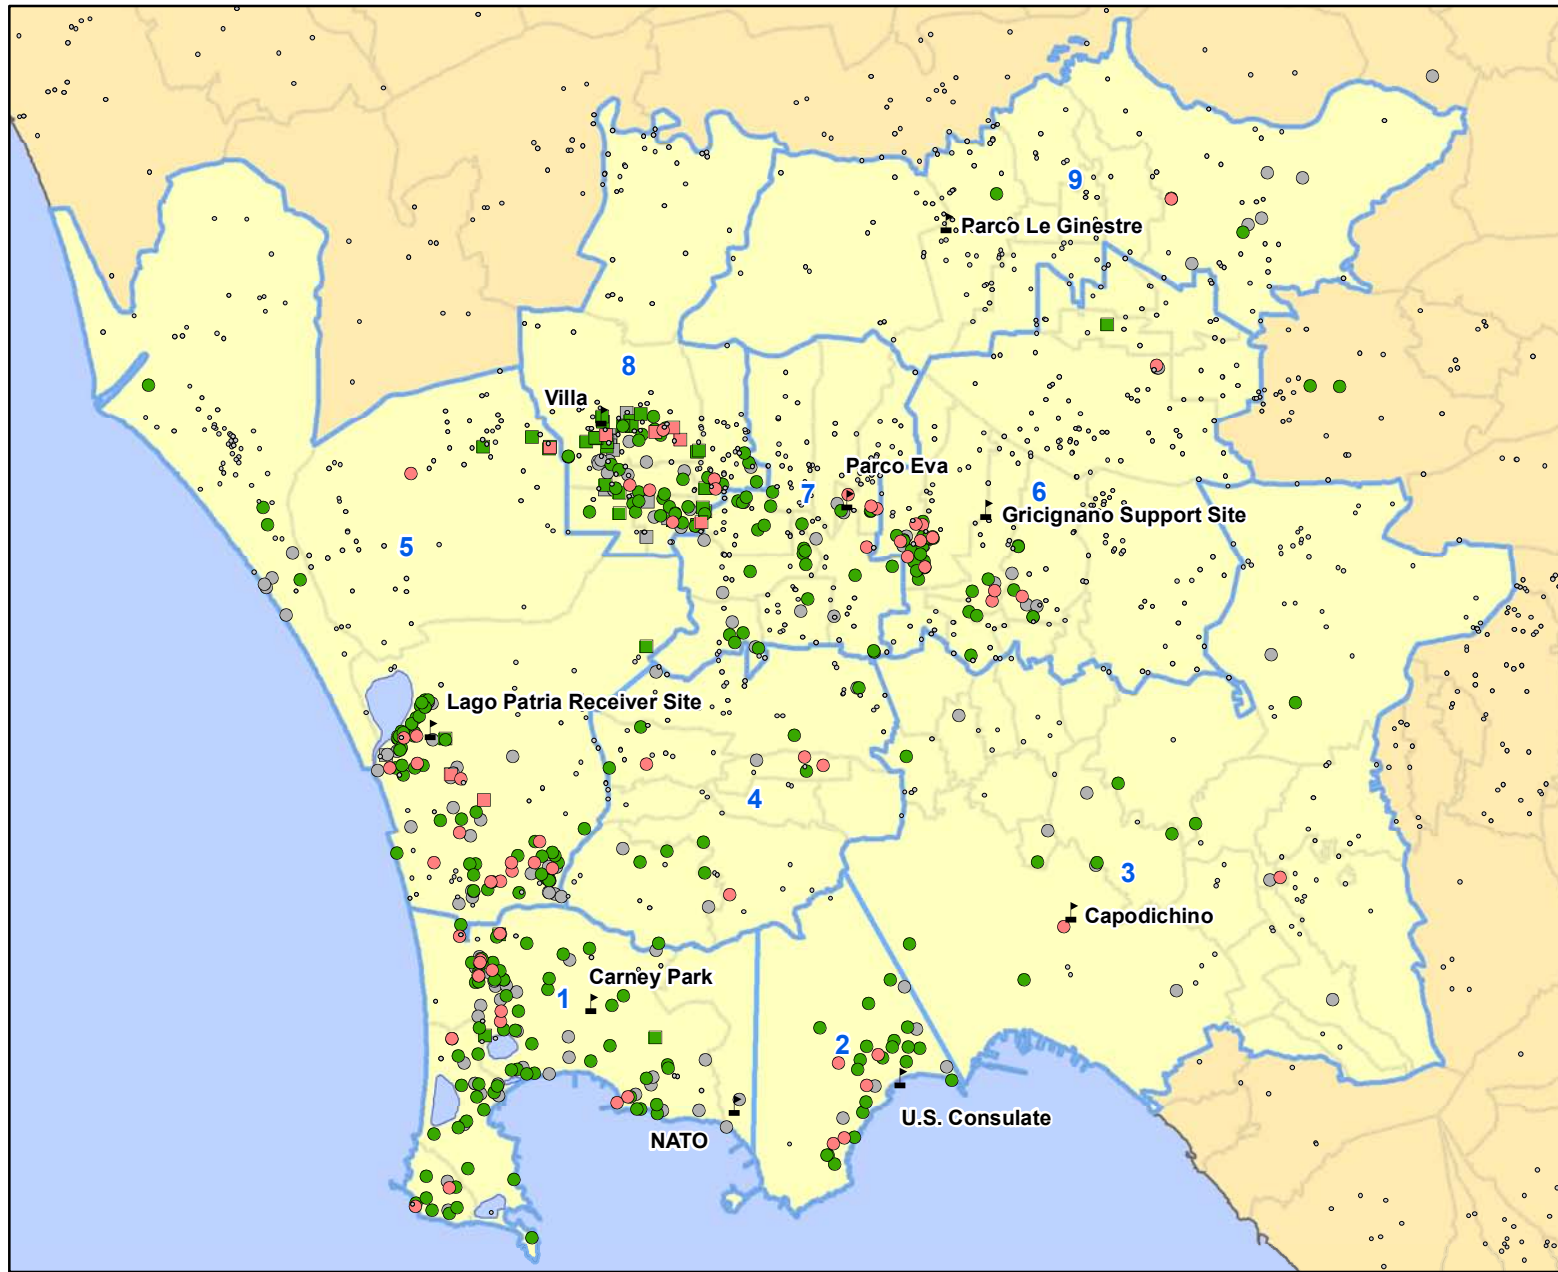 9
Parco Le Ginestre
8
Villa
Parco Eva
7
6
Gricignano Support Site
5
Lago Patria Receiver Site
4
3
Capodichino
Carney Park
1
2
U.S. Consulate
NATO